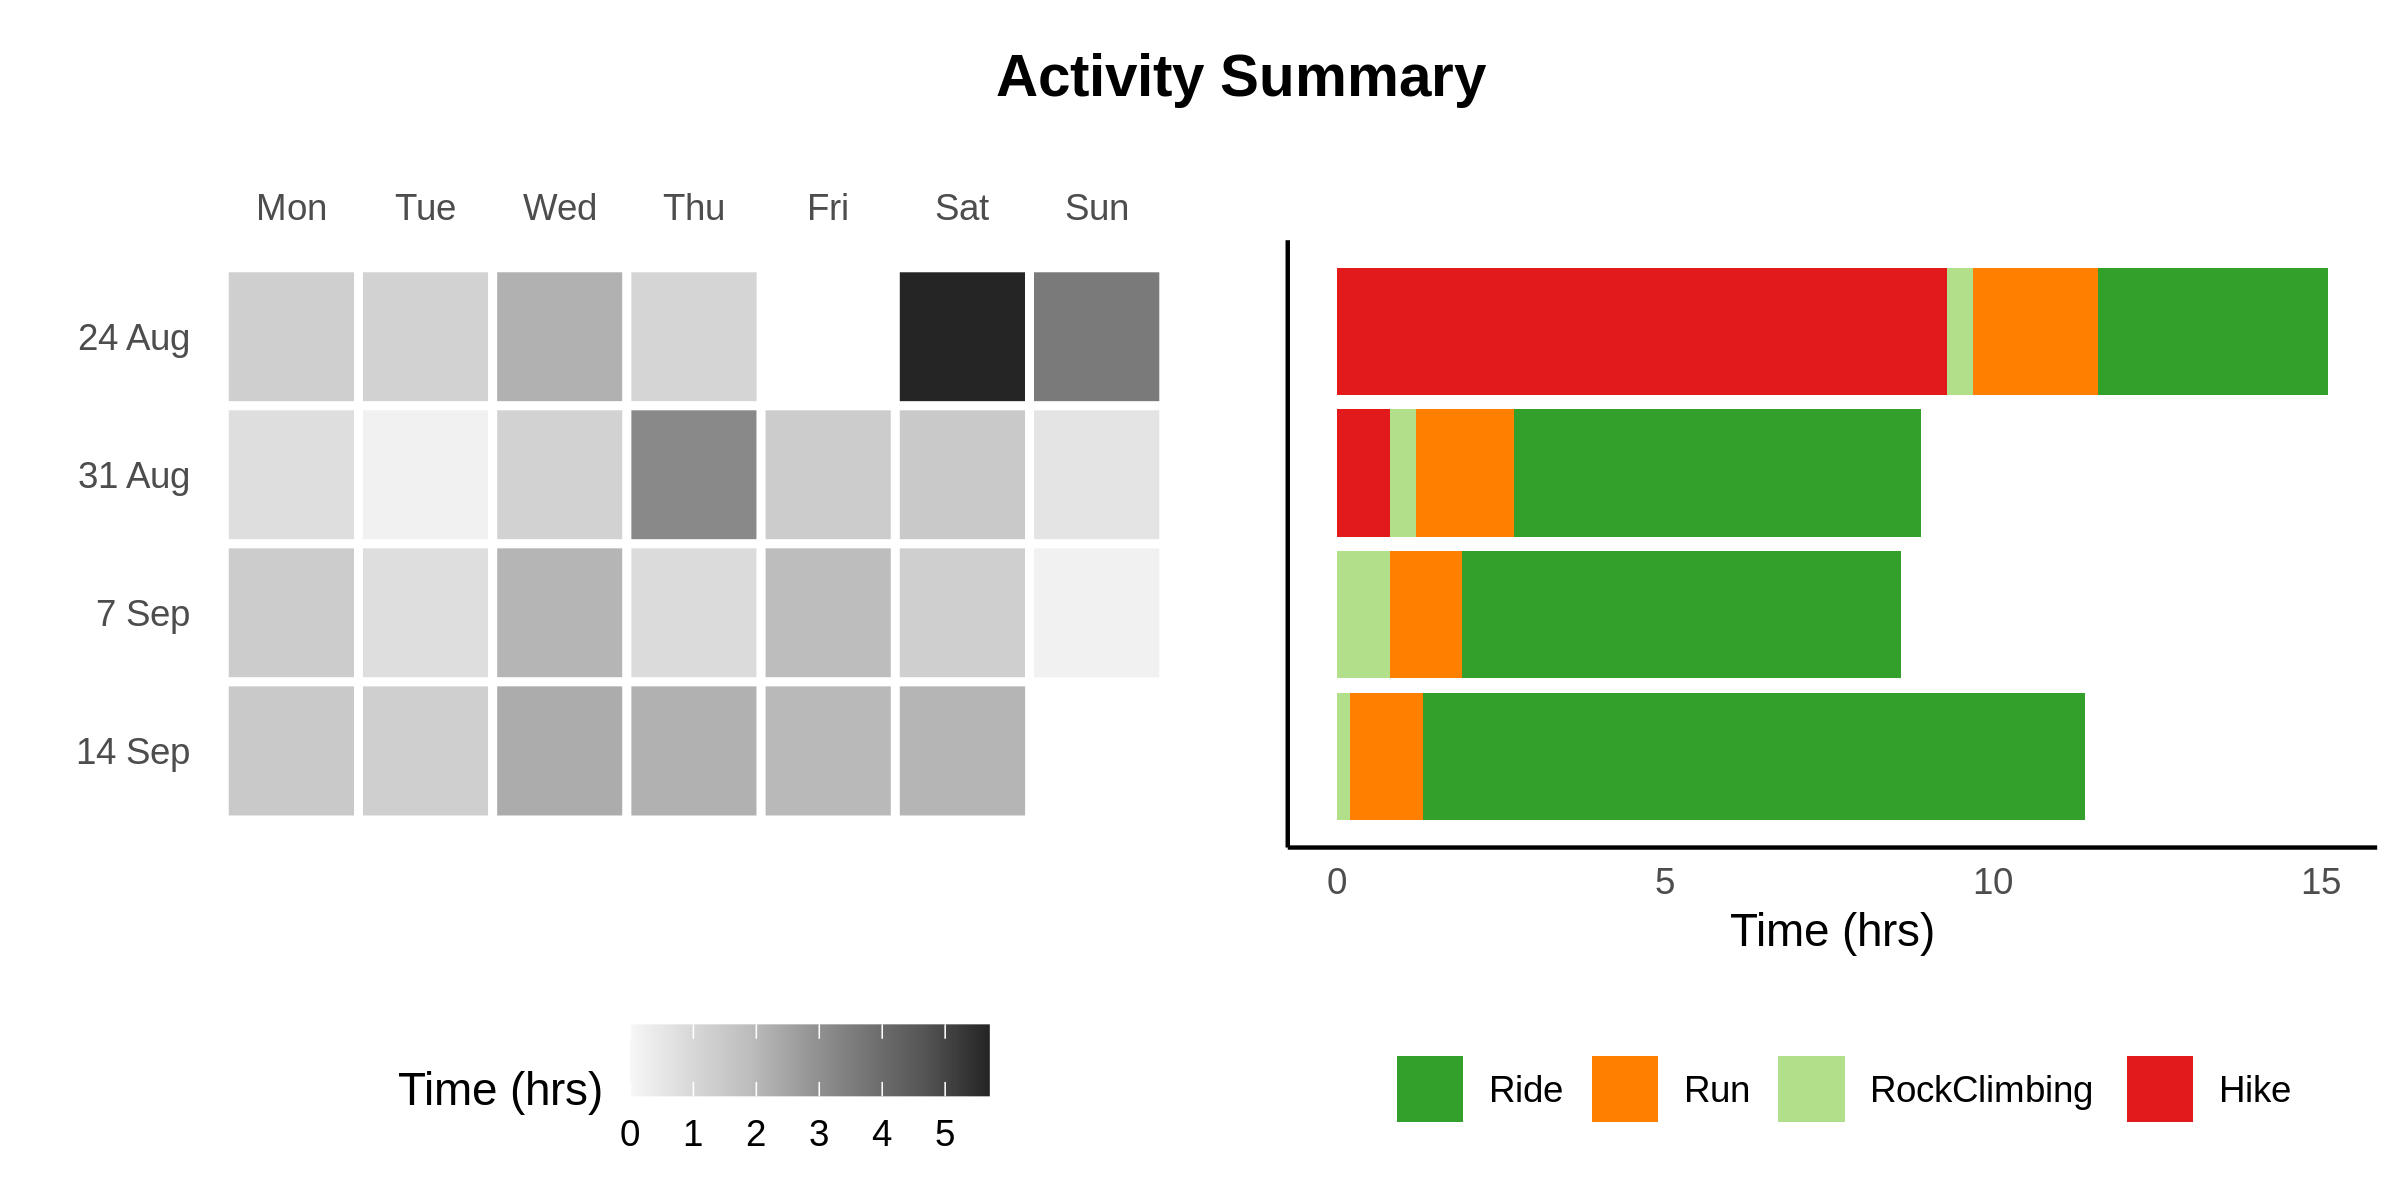 Activity Summary
Mon Tue Wed Thu Fri Sat Sun
24 Aug
31 Aug
7 Sep
14 Sep
0 5 10 15
Time (hrs)
Time (hrs)
0 1 2 3 4 5
Ride Run RockClimbing Hike